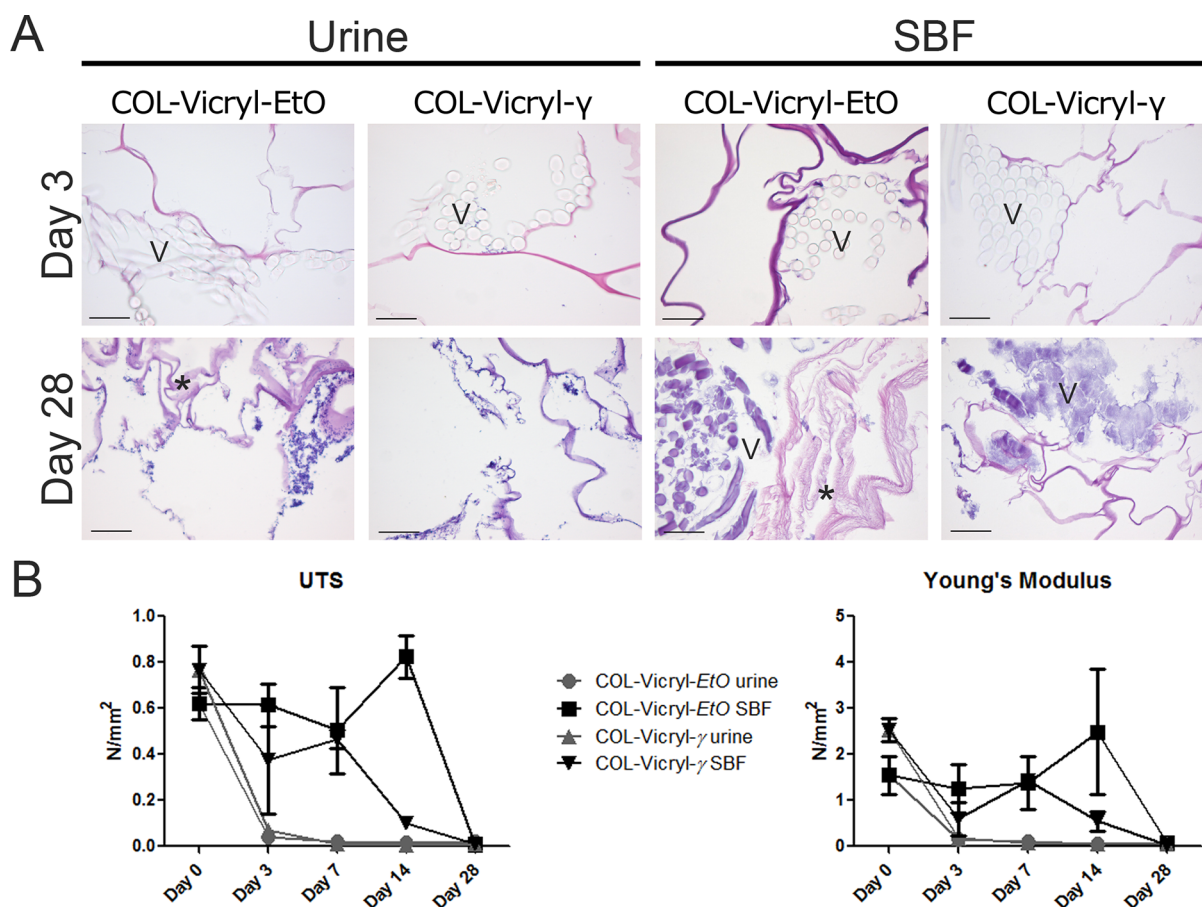 A
Urine
SBF
COL-Vicryl-EtO
COL-Vicryl-γ
COL-Vicryl-EtO
COL-Vicryl-γ
Day 3
V
V
V
V
Day 28
*
V
*
V
B
UTS
N/mm2
1.0
0.8
0.6
0.4
0.2
0.0
Day 0
Day 3
Day 7
Day 14
Day 28
COL-Vicryl-EtO urine
COL-Vicryl-EtO SBF
COL-Vicryl-γ urine
COL-Vicryl-γ SBF
Young's Modulus
N/mm2
5
4
3
2
1
0
Day 0
Day 3
Day 7
Day 14
Day 28